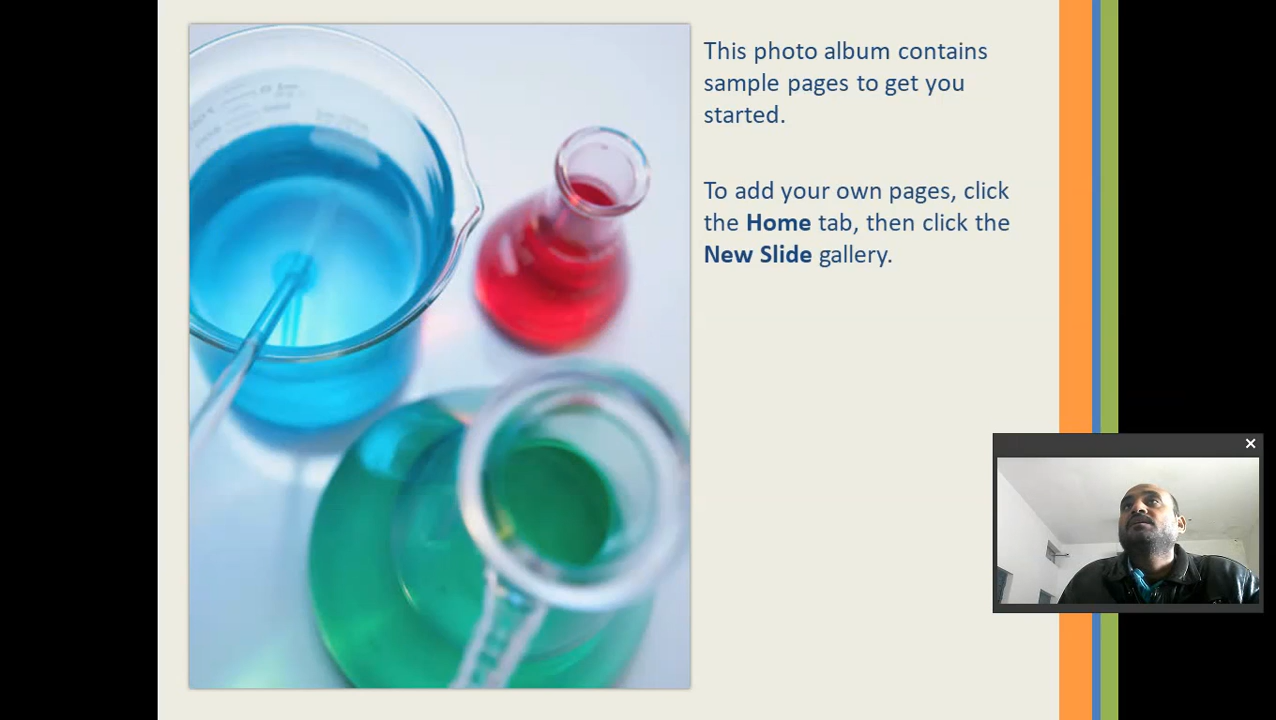 This photo album contains
sample pages to get you
started.
To add your own pages, click
the Home tab, then click the
New Slide gallery.